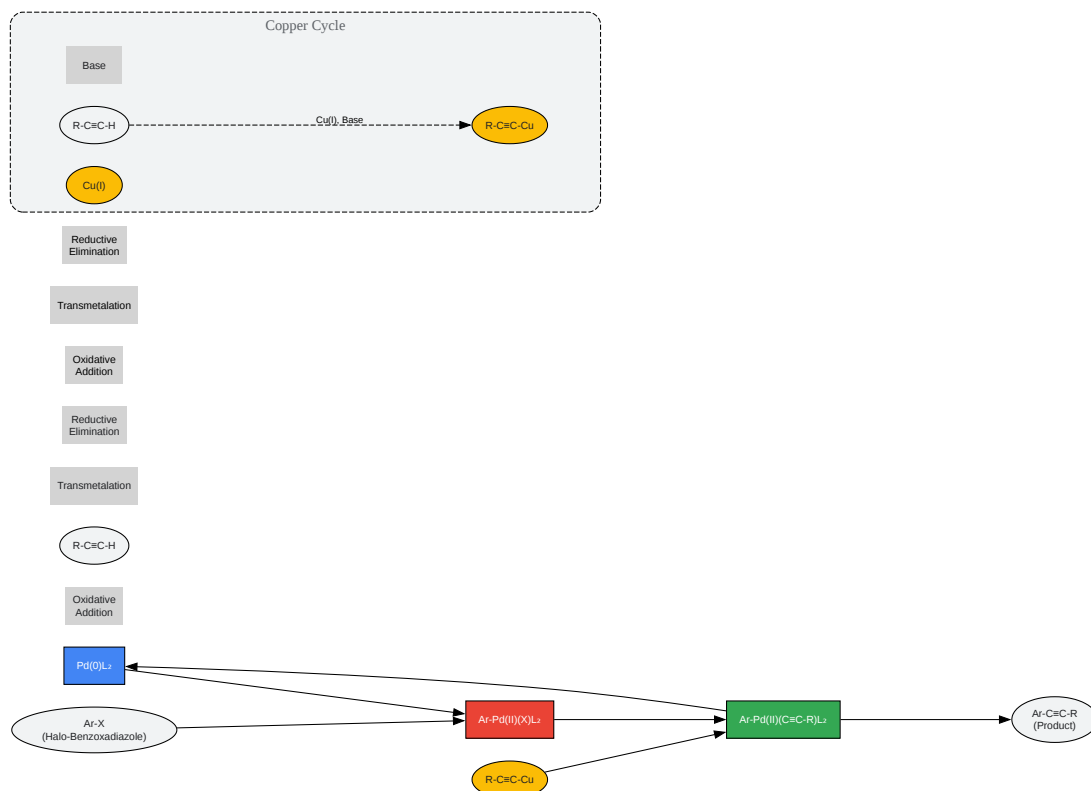 Copper Cycle
Base
R-C≡C-H
Cu(I), Base
R-C≡C-Cu
Cu(I)
Reductive
Elimination
Transmetalation
Oxidative
Addition
Reductive
Elimination
Transmetalation
R-C≡C-H
Oxidative
Addition
Pd(0)L₂
Ar-X
(Halo-Benzoxadiazole)
Ar-Pd(II)(X)L₂
Ar-Pd(II)(C≡C-R)L₂
Ar-C≡C-R
(Product)
R-C≡C-Cu